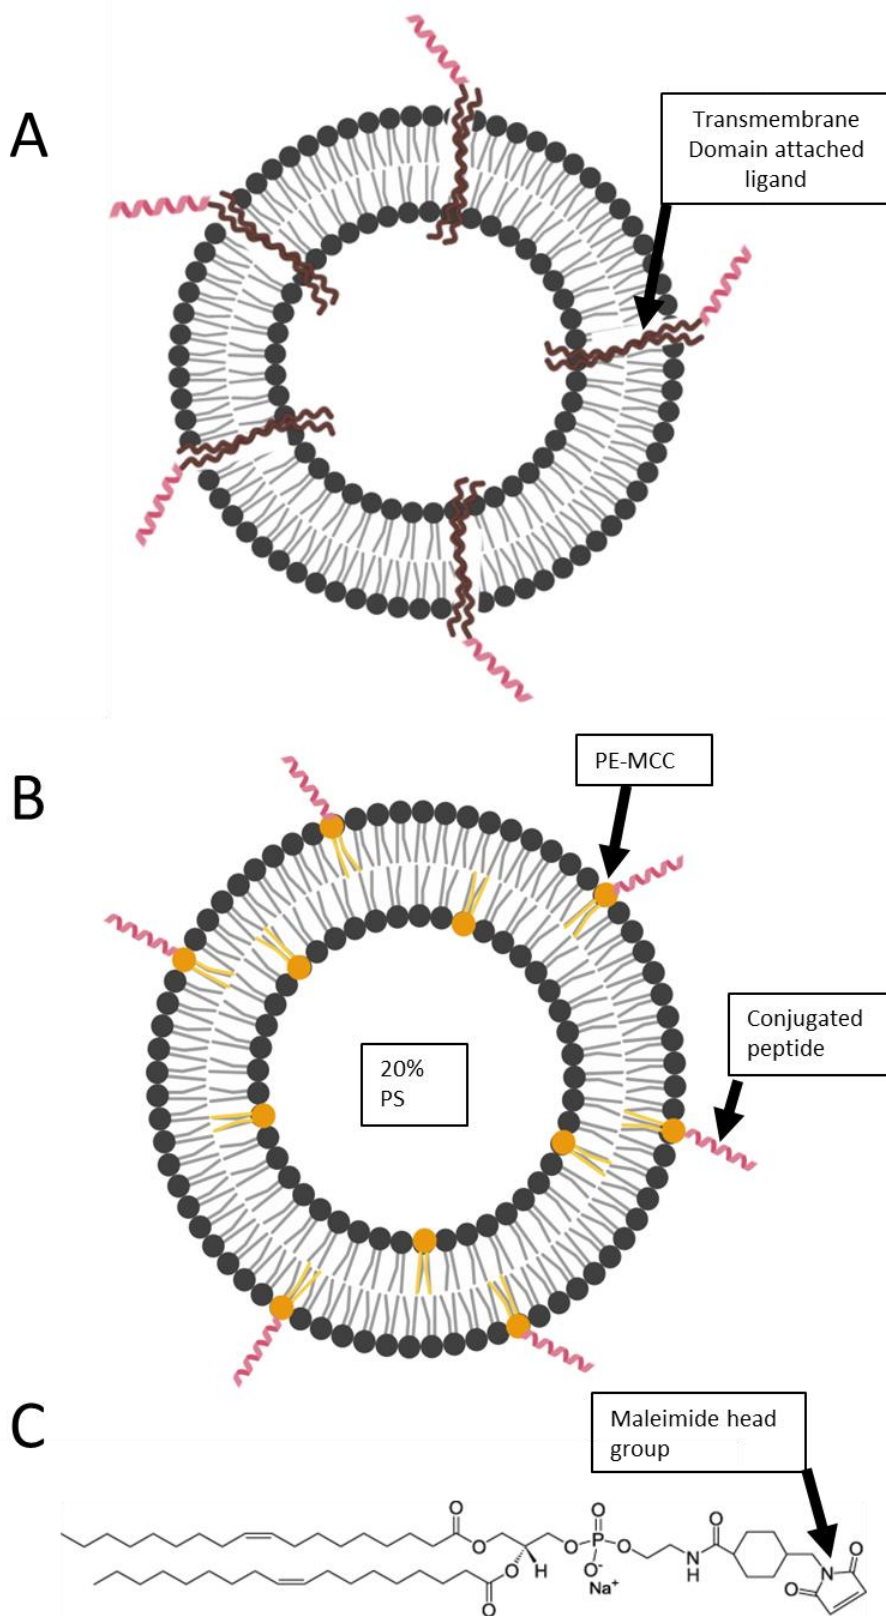 A
Transmembrane
Domain attached
ligand
B
PE-MCC
Conjugated
peptide
20%
PS
C
Maleimide head
group
O
O
O
H
O
P
O
O-
Na+
O
O
O
N
H
N
O
O